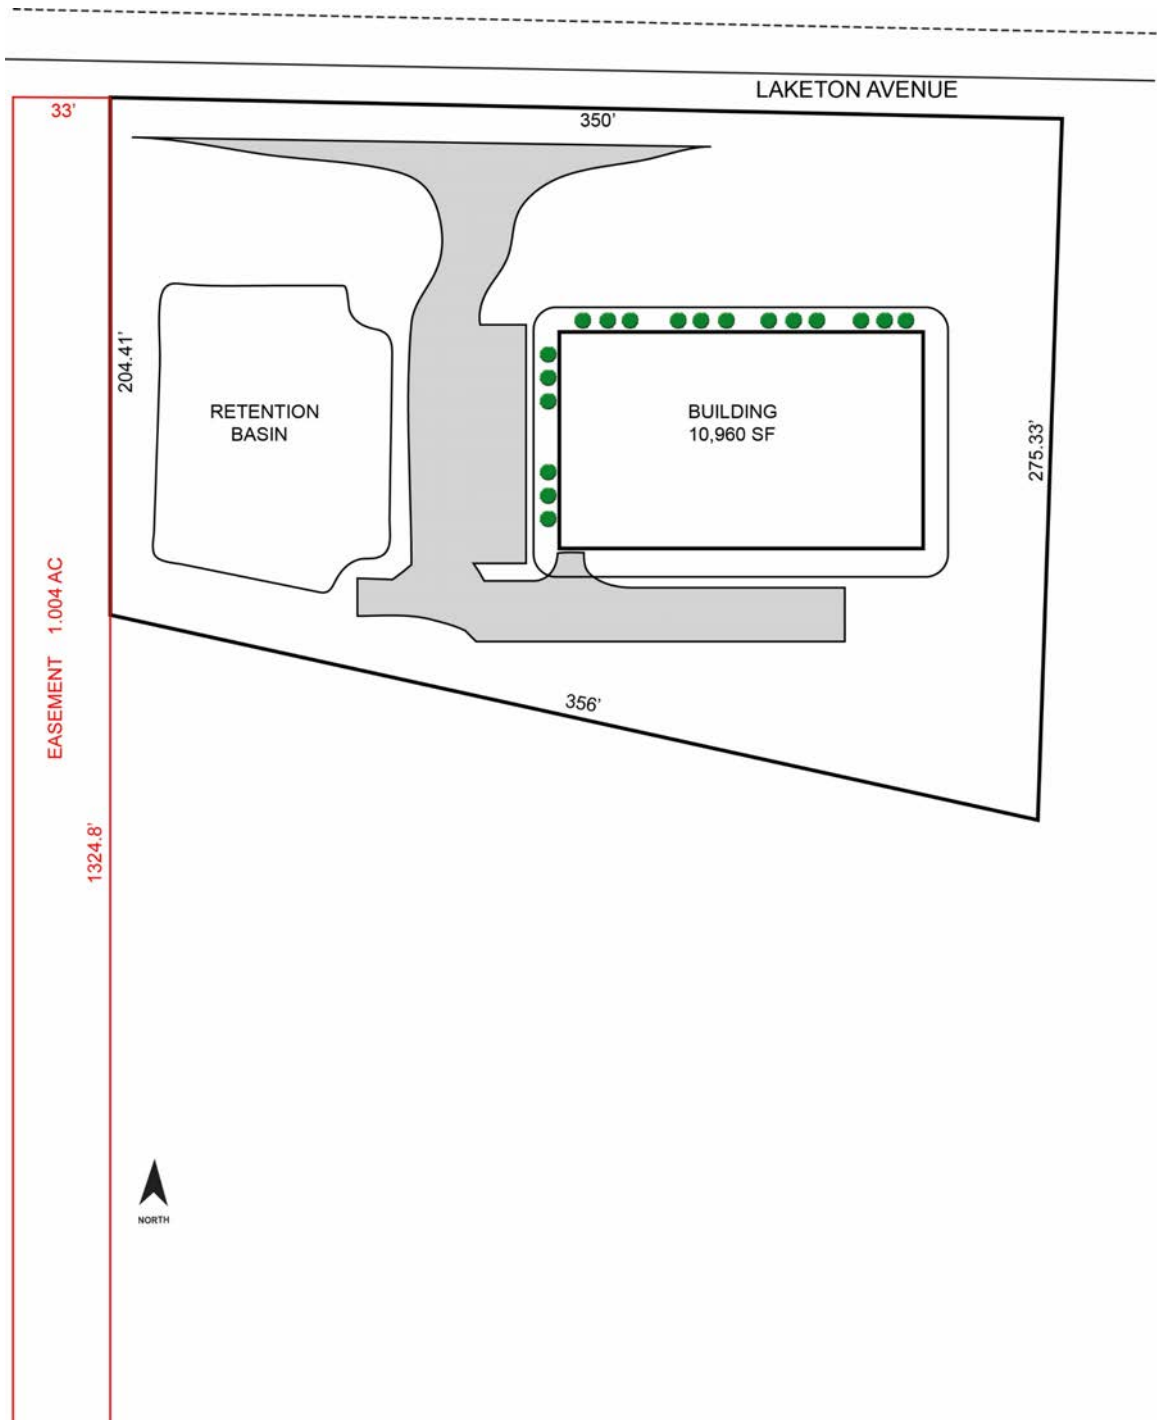 LAKETON AVENUE
33'
350'
204.41'
RETENTION
BASIN
BUILDING
10,960 SF
275.33'
EASEMENT 1.004 AC
356'
1324.8'
NORTH